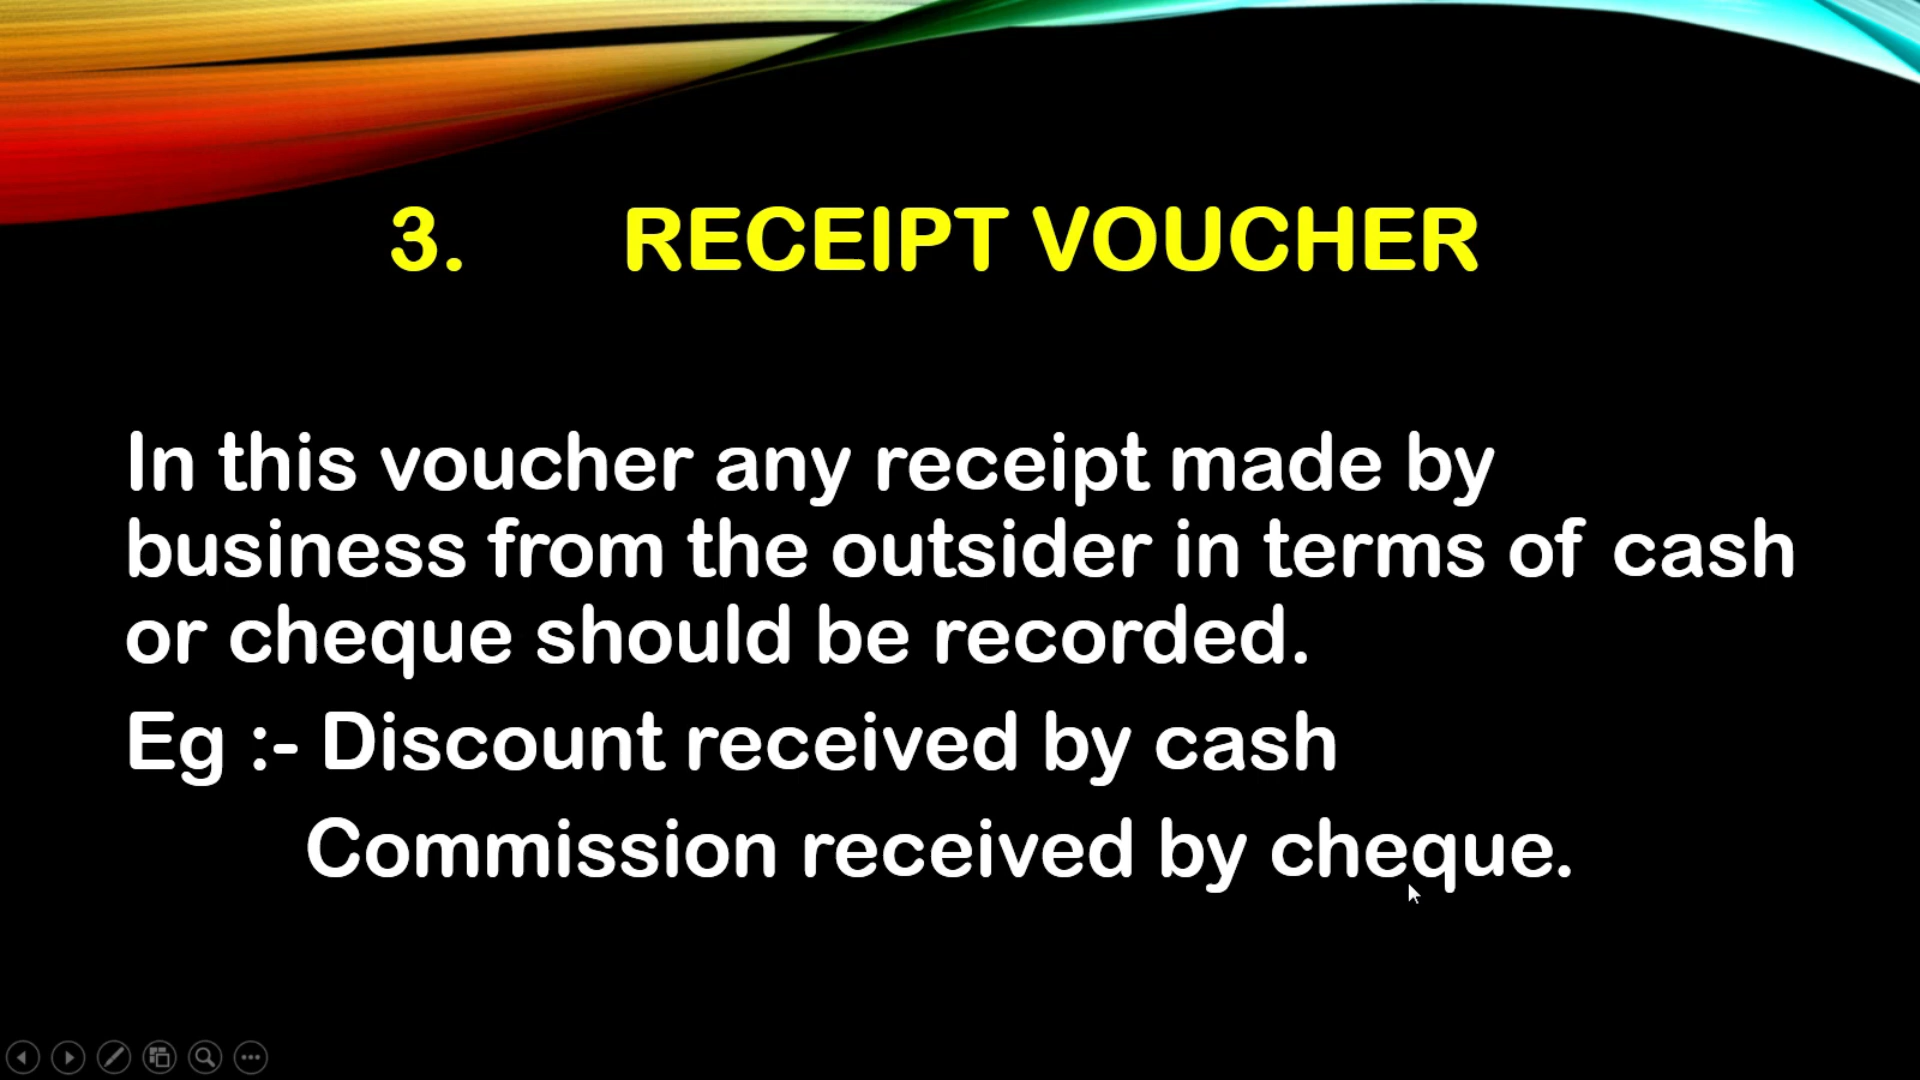 3. RECEIPT VOUCHER
In this voucher any receipt made by
business from the outsider in terms of cash
or cheque should be recorded.
Eg :- Discount received by cash
Commission received by cheque.